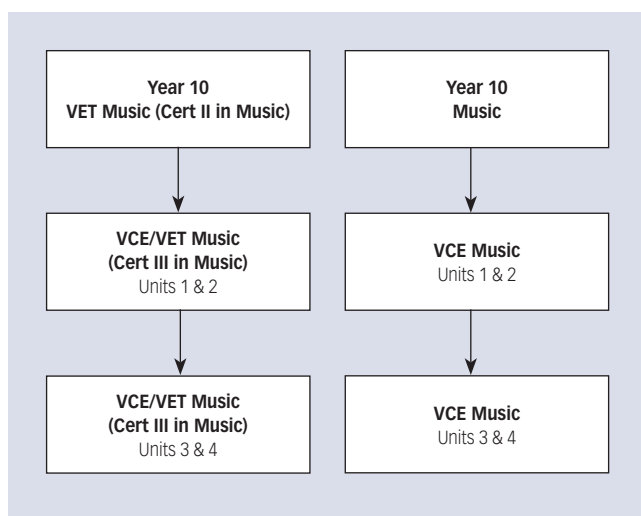 Year 10
VET Music (Cert II in Music)
Year 10
Music
VCE/VET Music
(Cert III in Music)
Units 1 & 2
VCE Music
Units 1 & 2
VCE/VET Music
(Cert III in Music)
Units 3 & 4
VCE Music
Units 3 & 4